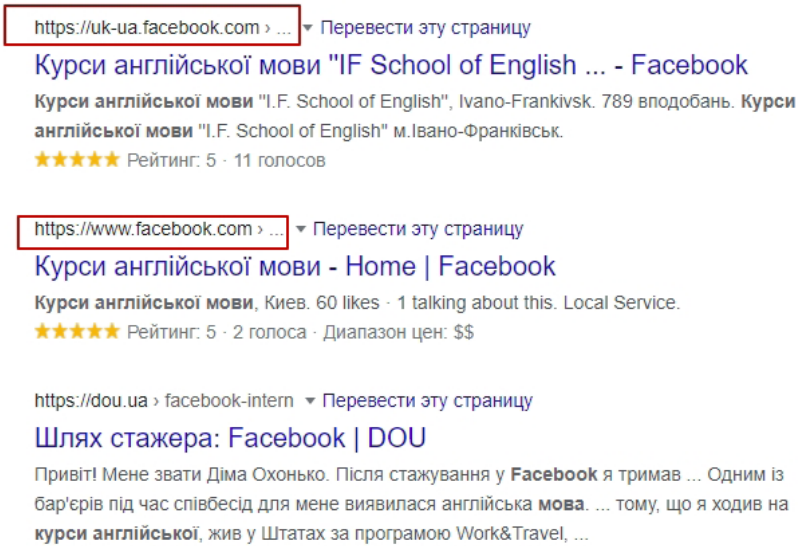 https://uk-ua.facebook.com › ... ▾ Перевести эту страницу
Курси англійської мови "IF School of English ... - Facebook
Курси англійської мови "I.F. School of English", Ivano-Frankivsk. 789 вподобань. Курси
англійської мови "I.F. School of English" м.Івано-Франківськ.
★★★★★ Рейтинг: 5 · 11 голосов
https://www.facebook.com › ... ▾ Перевести эту страницу
Курси англійської мови - Home | Facebook
Курси англійської мови, Киев. 60 likes · 1 talking about this. Local Service.
★★★★★ Рейтинг: 5 · 2 голоса · Диапазон цен: $$
https://dou.ua › facebook-intern ▾ Перевести эту страницу
Шлях стажера: Facebook | DOU
Привіт! Мене звати Діма Охонько. Після стажування у Facebook я тримав ... Одним із
бар'єрів під час співбесід для мене виявилася англійська мова. ... тому, що я ходив на
курси англійської, жив у Штатах за програмою Work&Travel, ...